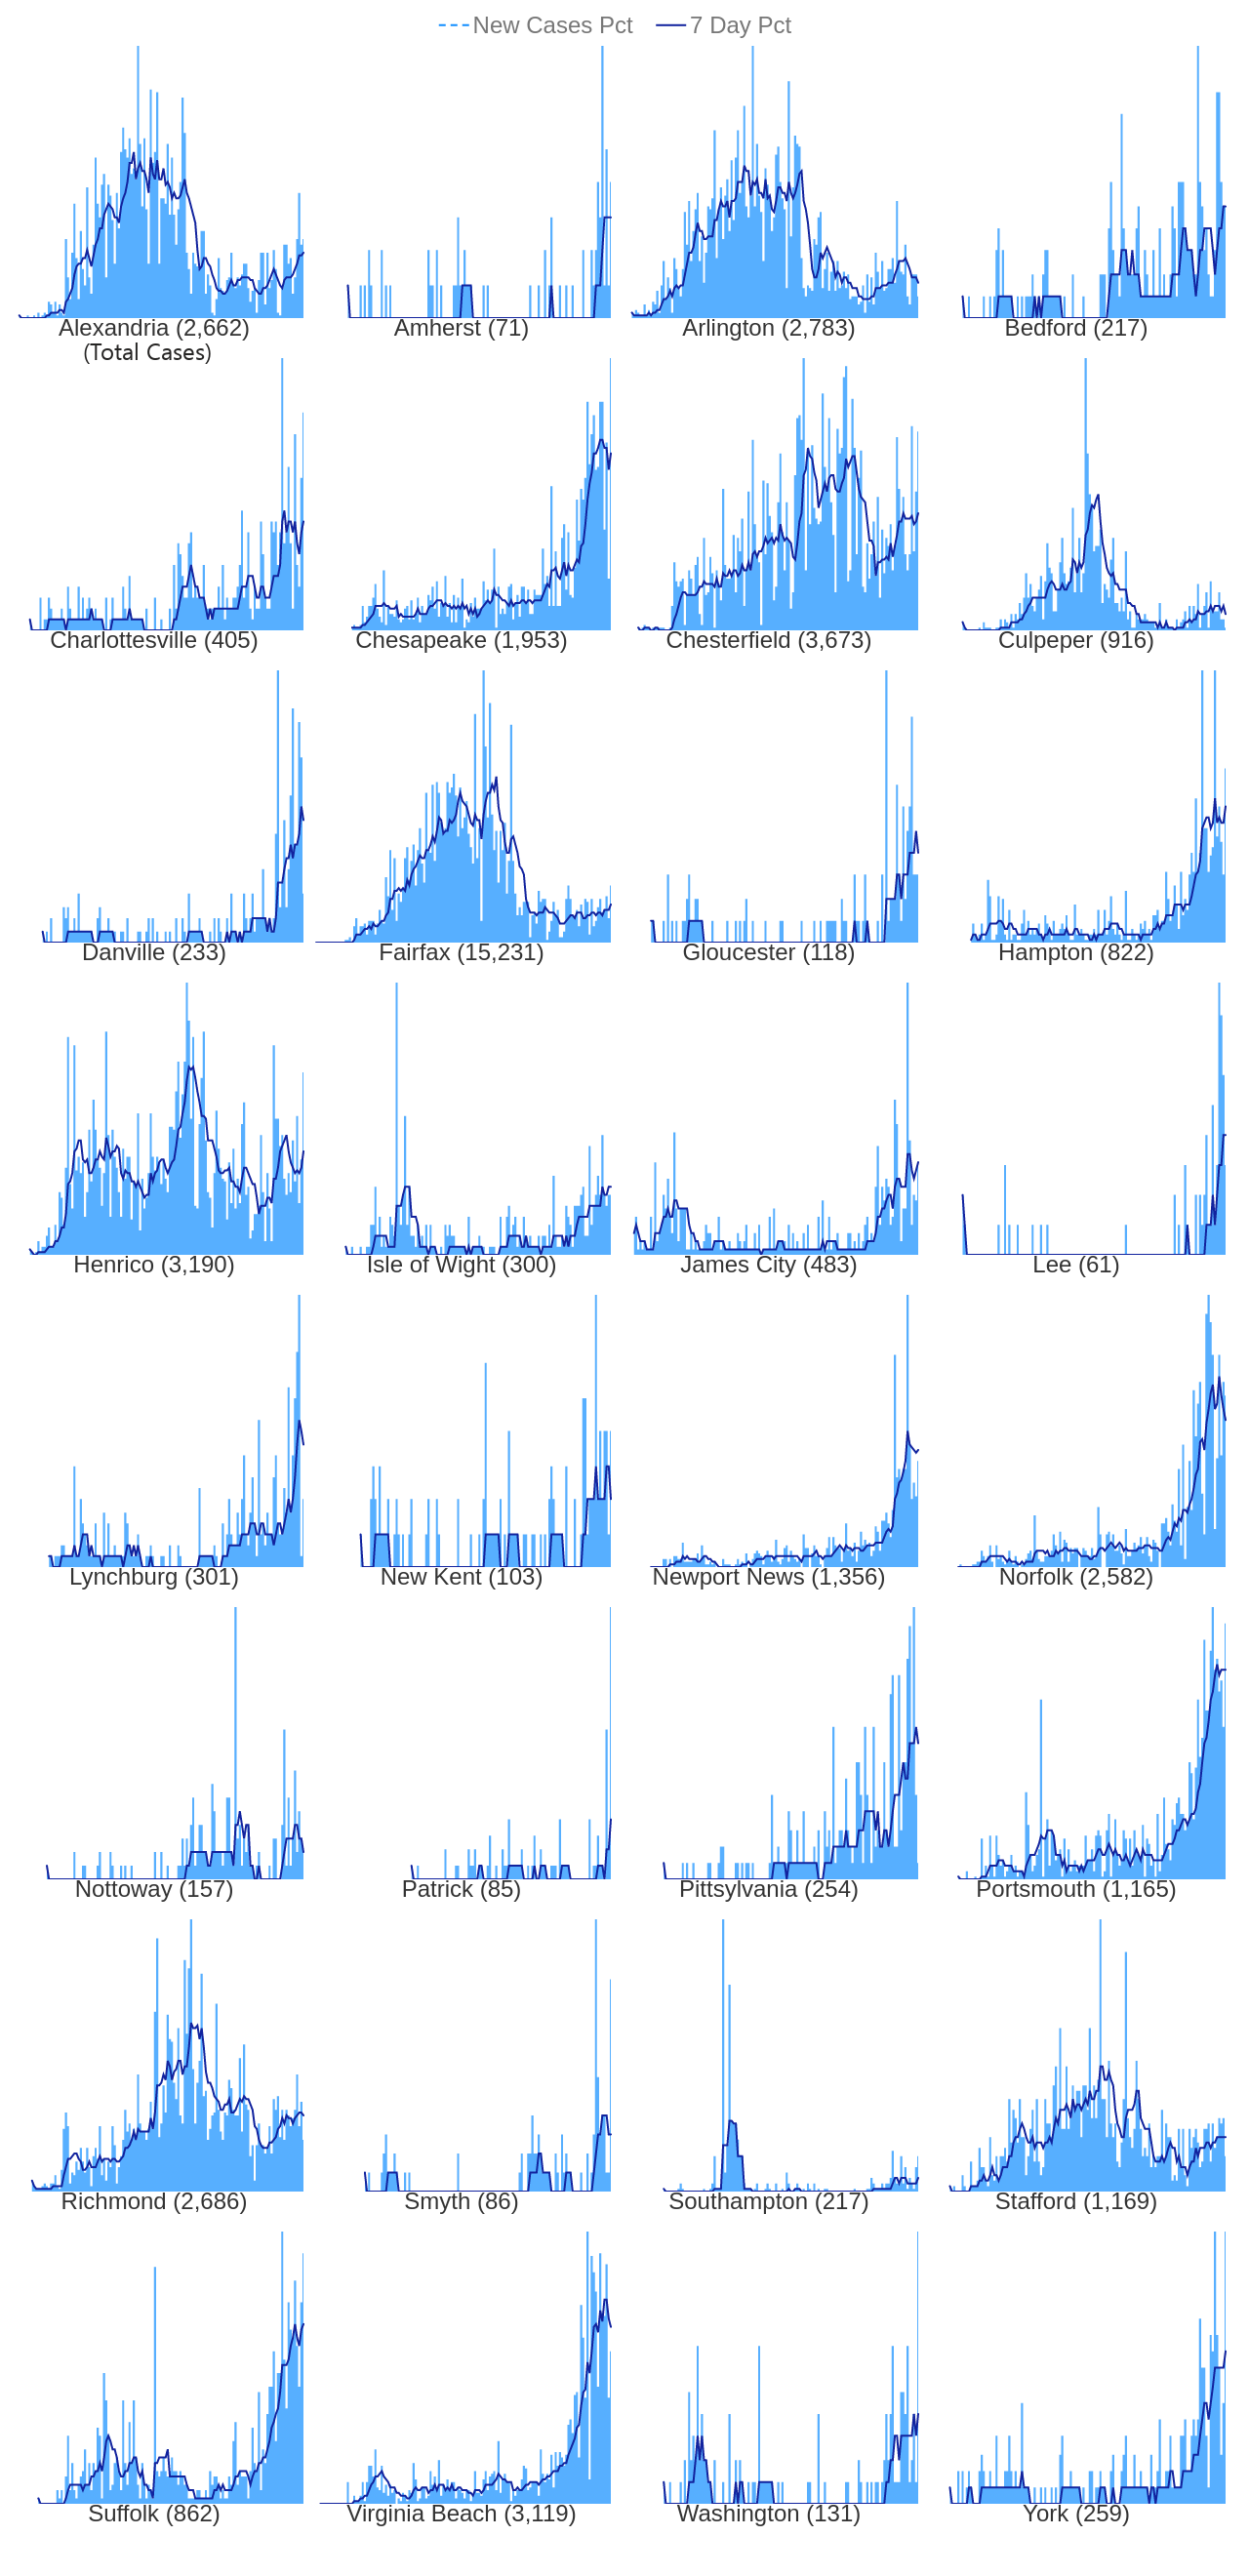 New Cases Pct 7 Day Pct
Alexandria (2,662) Amherst (71) Arlington (2,783) Bedford (217)
(Total Cases)
Charlottesville (405) Chesapeake (1,953) Chesterfield (3,673) Culpeper (916)
Danville (233) Fairfax (15,231) Gloucester (118) Hampton (822)
Henrico (3,190) Isle of Wight (300) James City (483) Lee (61)
Lynchburg (301) New Kent (103) Newport News (1,356) Norfolk (2,582)
Nottoway (157) Patrick (85) Pittsylvania (254) Portsmouth (1,165)
Richmond (2,686) Smyth (86) Southampton (217) Stafford (1,169)
Suffolk (862) Virginia Beach (3,119) Washington (131) York (259)